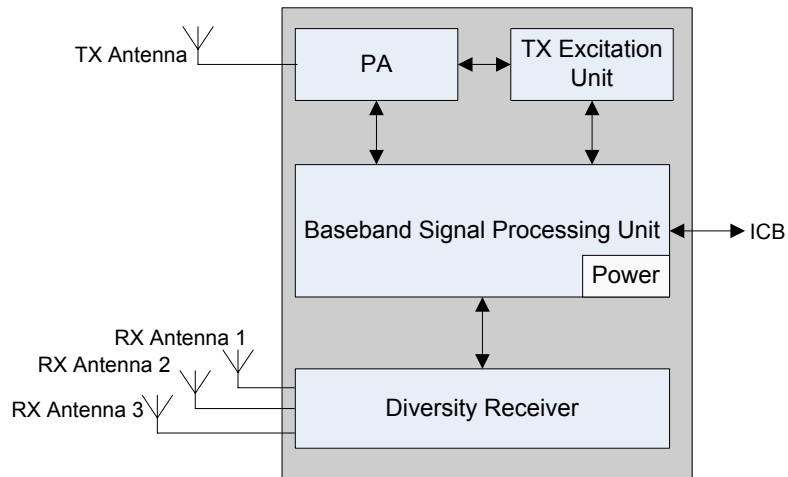 TX Antenna
PA
TX Excitation
Unit
Baseband Signal Processing Unit
ICB
Power
RX Antenna 1
RX Antenna 2
RX Antenna 3
Diversity Receiver